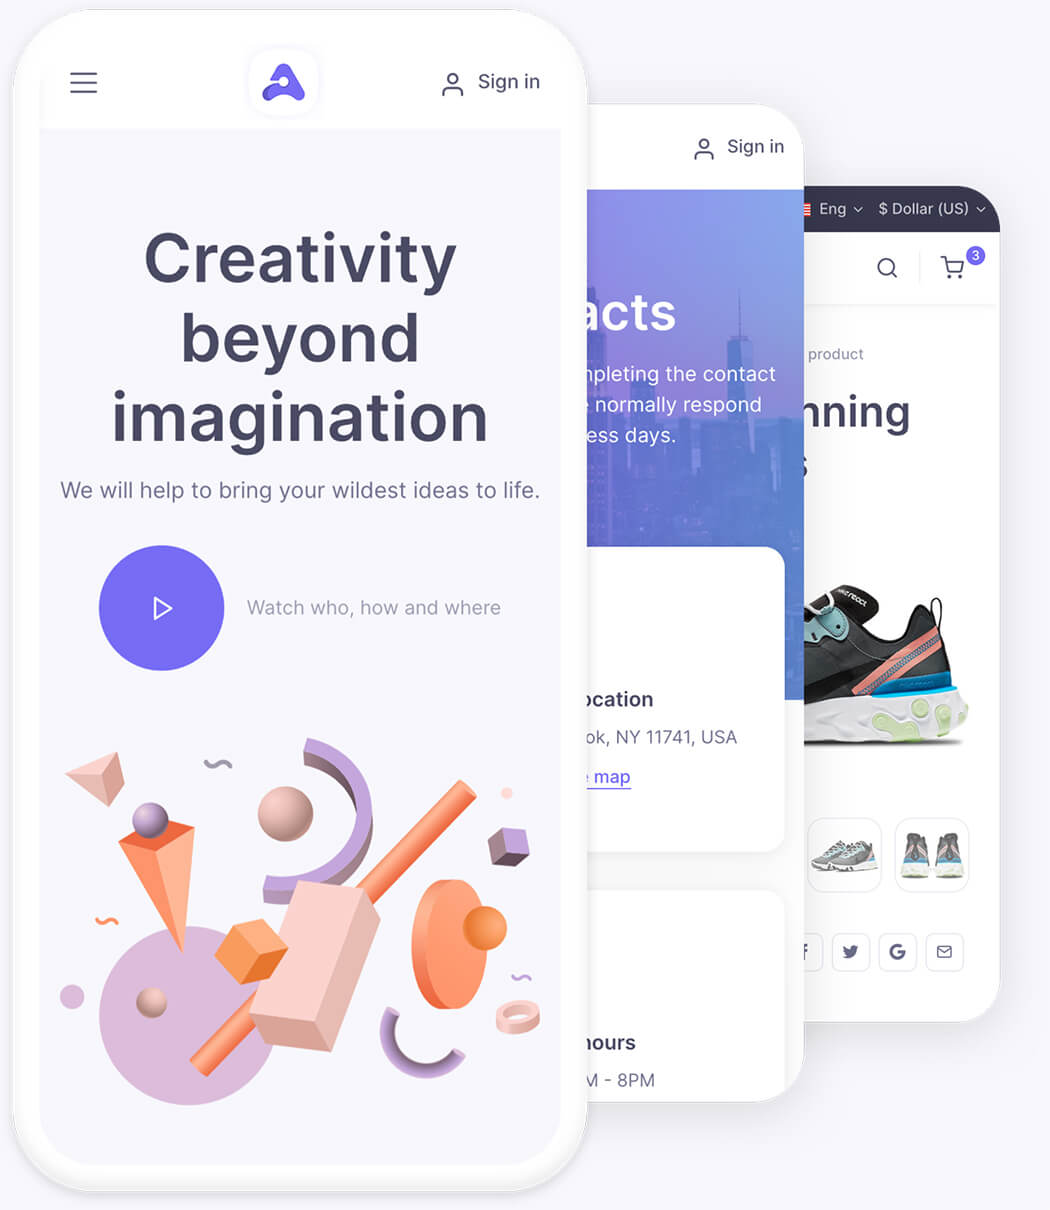 Sign in
Creativity
beyond
imagination
We will help to bring your wildest ideas to life.
Watch who, how and where
Sign in
acts
mpleting the contact
normally respond
ess days.
ocation
ok, NY 11741, USA
map
hours
M - 8PM
Eng
$ Dollar (US)
3
product
nning
s